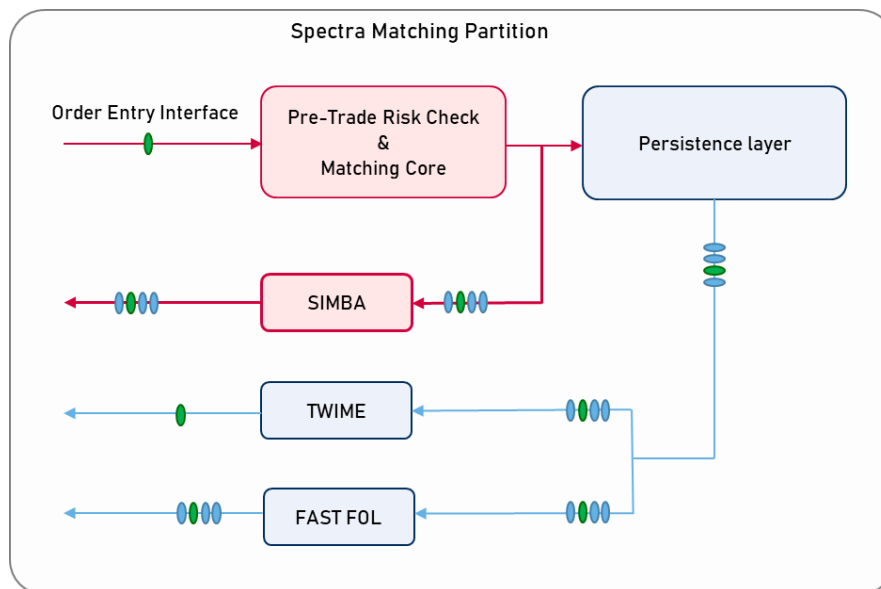 Spectra Matching Partition
Order Entry Interface
Pre-Trade Risk Check
&
Matching Core
Persistence layer
SIMBA
TWIME
FAST FOL